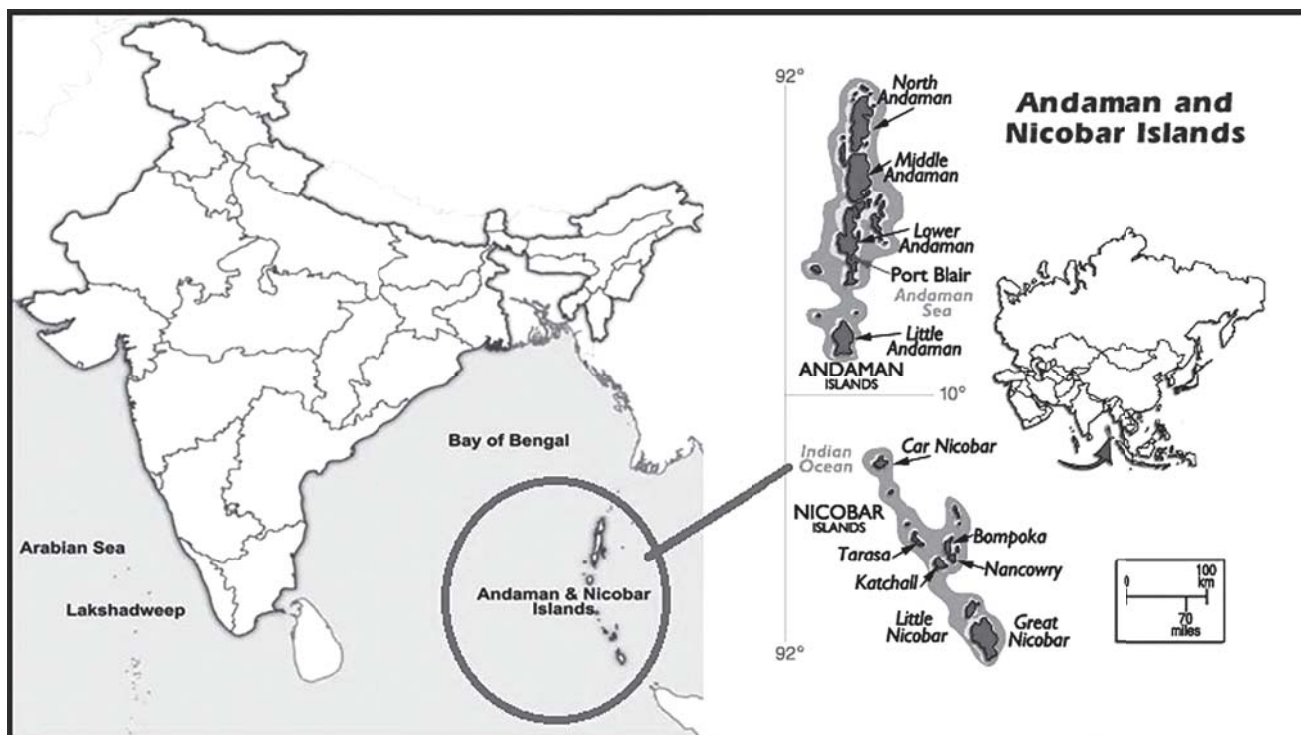 Bay of Bengal
Arabian Sea
Lakshadweep
Andaman & Nicobar
Islands
92°
North
Andaman
Middle
Andaman
Lower
Andaman
Port Blair
Andaman
Sea
Little
Andaman
ANDAMAN
ISLANDS
10°
Indian
Ocean
Car Nicobar
NICOBAR
ISLANDS
Bompoka
Tarasa
Nancowry
Katchall
Little
Nicobar
Great
Nicobar
92°
Andaman and
Nicobar Islands
0 100
km
70
miles